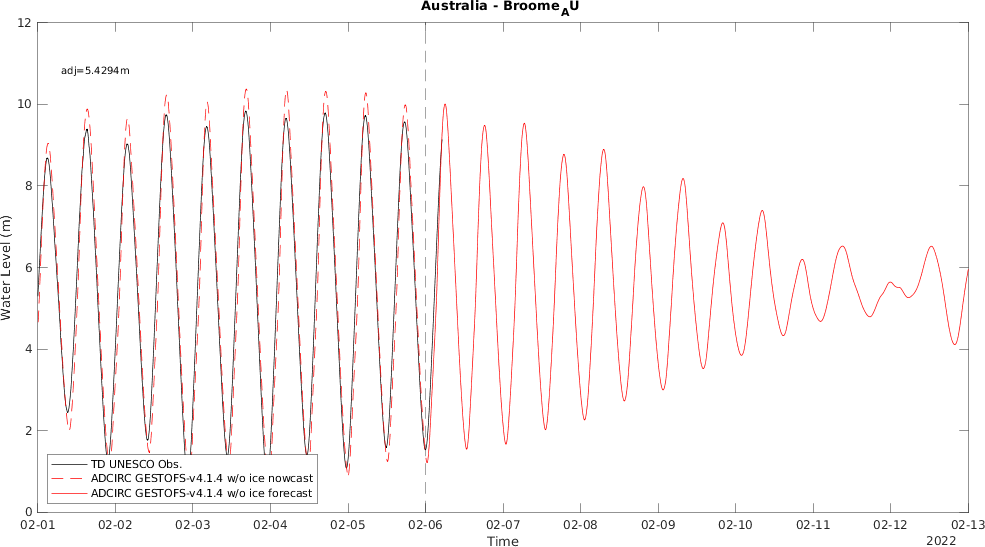 Australia - Broome_AU
12
10
8
6
4
2
0
Water Level (m)
adj=5.4294m
TD UNESCO Obs.
ADCIRC GESTOFS-v4.1.4 w/o ice nowcast
ADCIRC GESTOFS-v4.1.4 w/o ice forecast
02-01 02-02 02-03 02-04 02-05 02-06 02-07 02-08 02-09 02-10 02-11 02-12 02-13
Time
2022